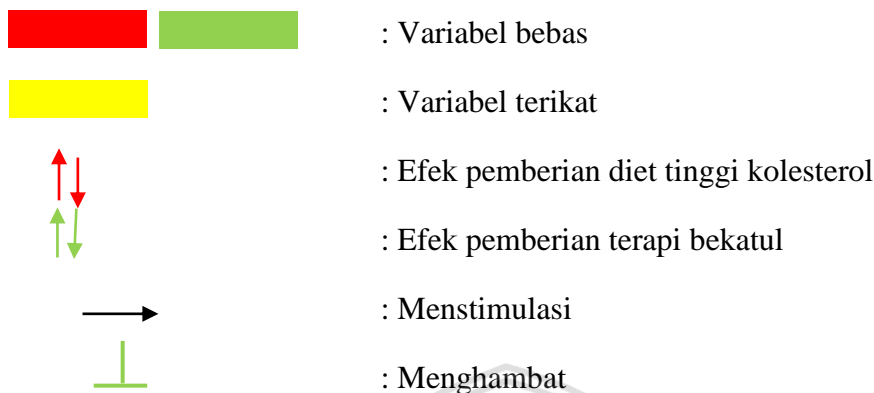 : Variabel bebas
: Variabel terikat
: Efek pemberian diet tinggi kolesterol
: Efek pemberian terapi bekatul
: Menstimulasi
: Menghambat